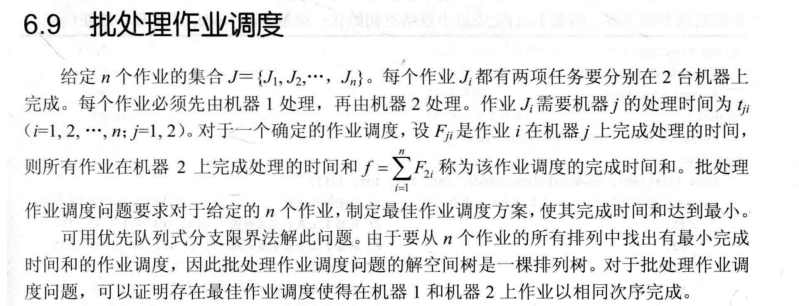 6.9 批处理作业调度
给定 n 个作业的集合 J={J₁, J₂,⋯, Jₙ}。每个作业 Jᵢ 都有两项任务要分别在 2 台机器上
完成。每个作业必须先由机器 1 处理，再由机器 2 处理。作业 Jᵢ 需要机器 j 的处理时间为 tⱼᵢ
（i=1, 2, ⋯, n; j=1, 2）。对于一个确定的作业调度，设 Fⱼᵢ 是作业 i 在机器 j 上完成处理的时间，
则所有作业在机器 2 上完成处理的时间和 f = ∑ⁿᵢ₌₁ F₂ᵢ 称为该作业调度的完成时间和。批处理
作业调度问题要求对于给定的 n 个作业，制定最佳作业调度方案，使其完成时间和达到最小。
可用优先队列式分支限界法解此问题。由于要从 n 个作业的所有排列中找出有最小完成
时间和的作业调度，因此批处理作业调度问题的解空间树是一棵排列树。对于批处理作业调
度问题，可以证明存在最佳作业调度使得在机器 1 和机器 2 上作业以相同次序完成。